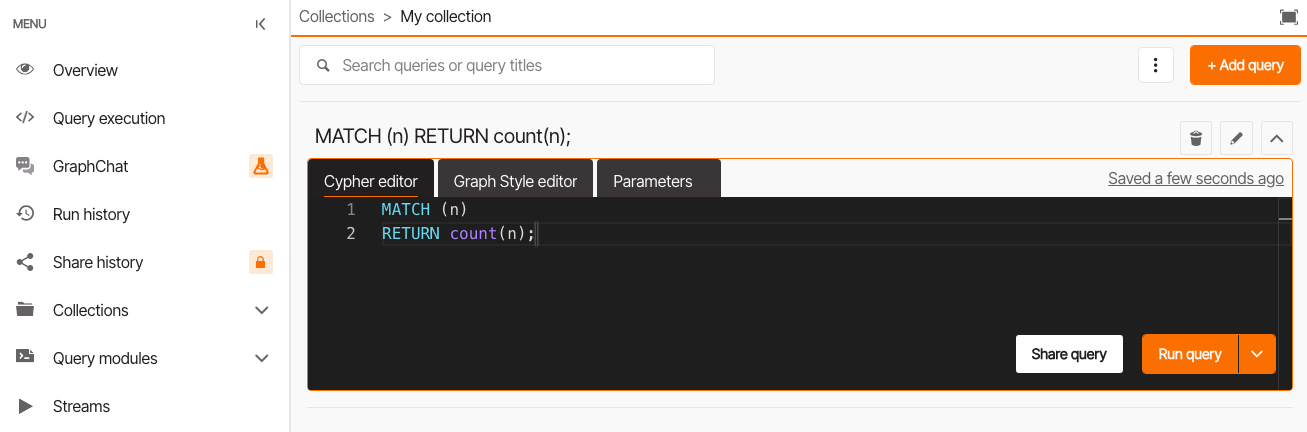 MENU
Overview
Query execution
GraphChat
Run history
Share history
Collections
Query modules
Streams
Collections > My collection
Search queries or query titles
+ Add query
MATCH (n) RETURN count(n);
Cypher editor
Graph Style editor
Parameters
Saved a few seconds ago
1 MATCH (n)
2 RETURN count(n);
Share query
Run query